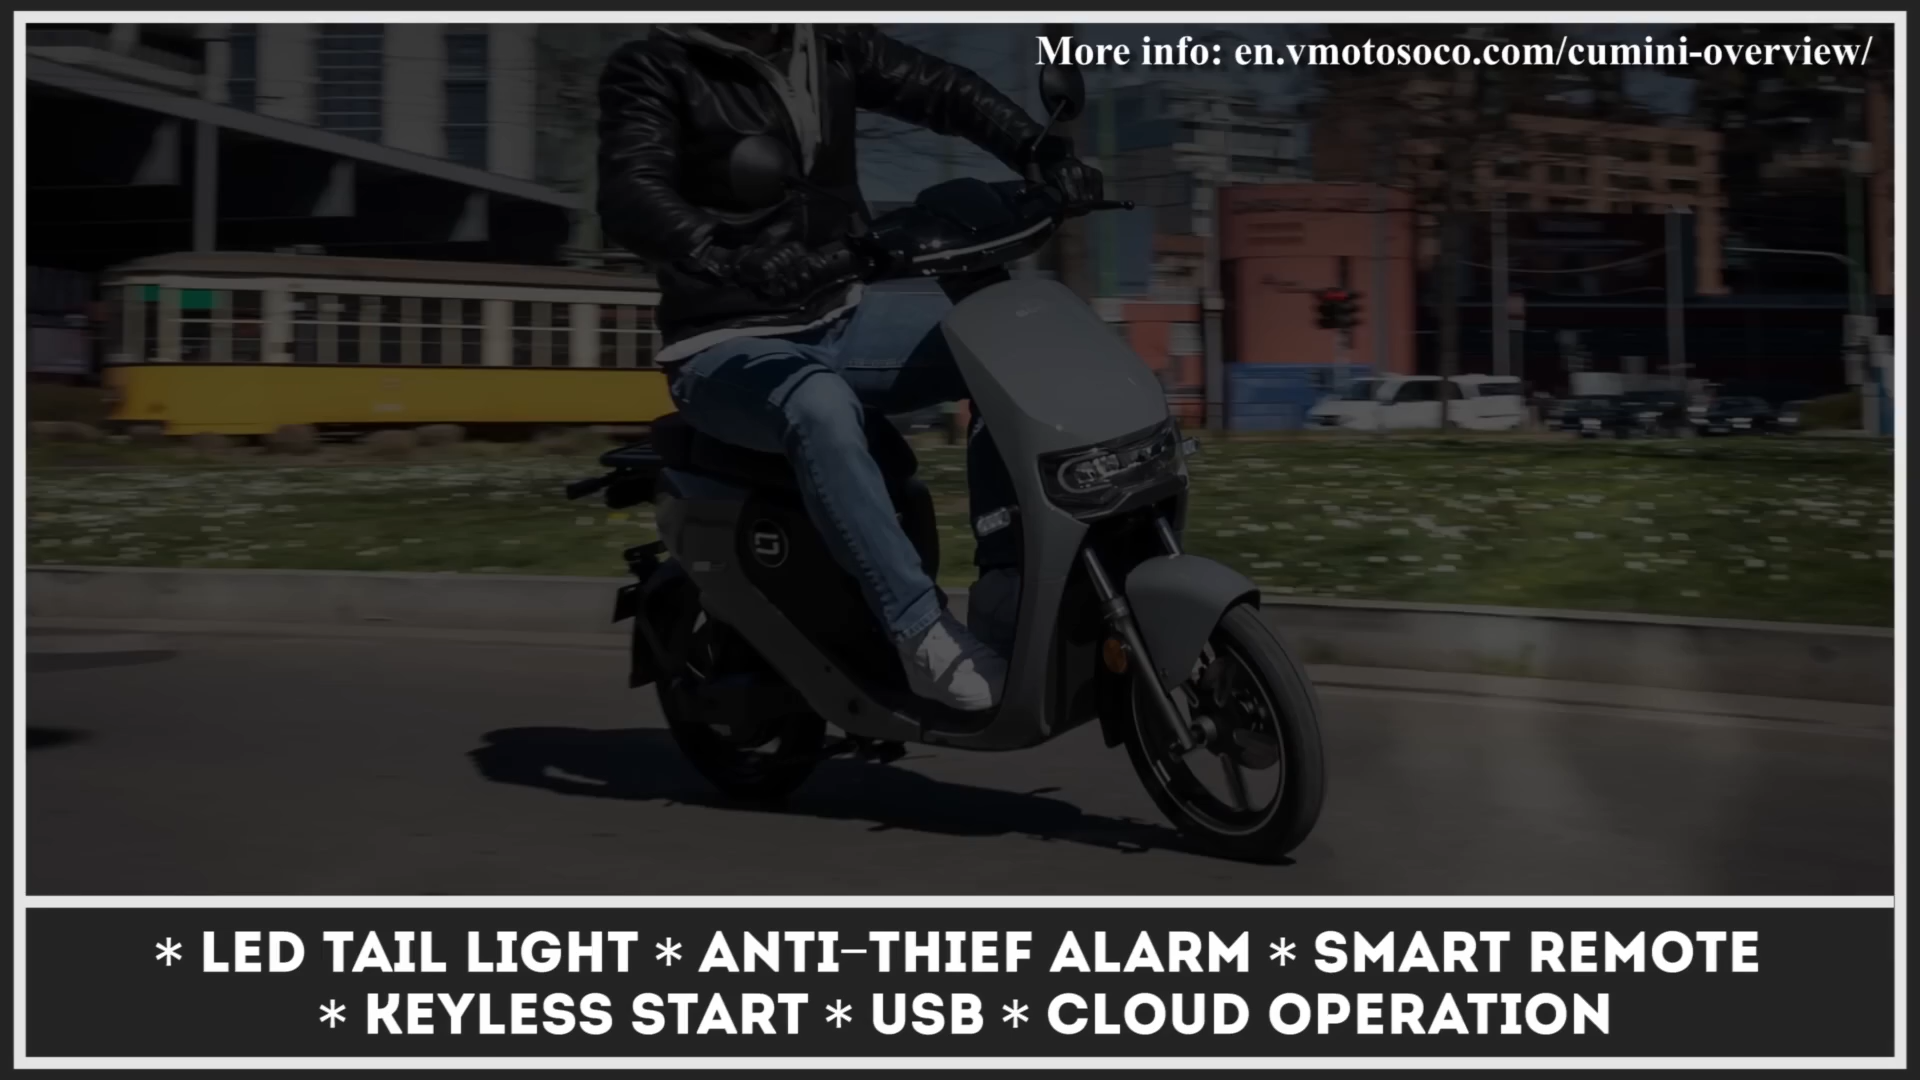 More info: en.vmotosoco.com/cumini-overview/
* LED TAIL LIGHT * ANTI-THIEF ALARM * SMART REMOTE
* KEYLESS START * USB * CLOUD OPERATION